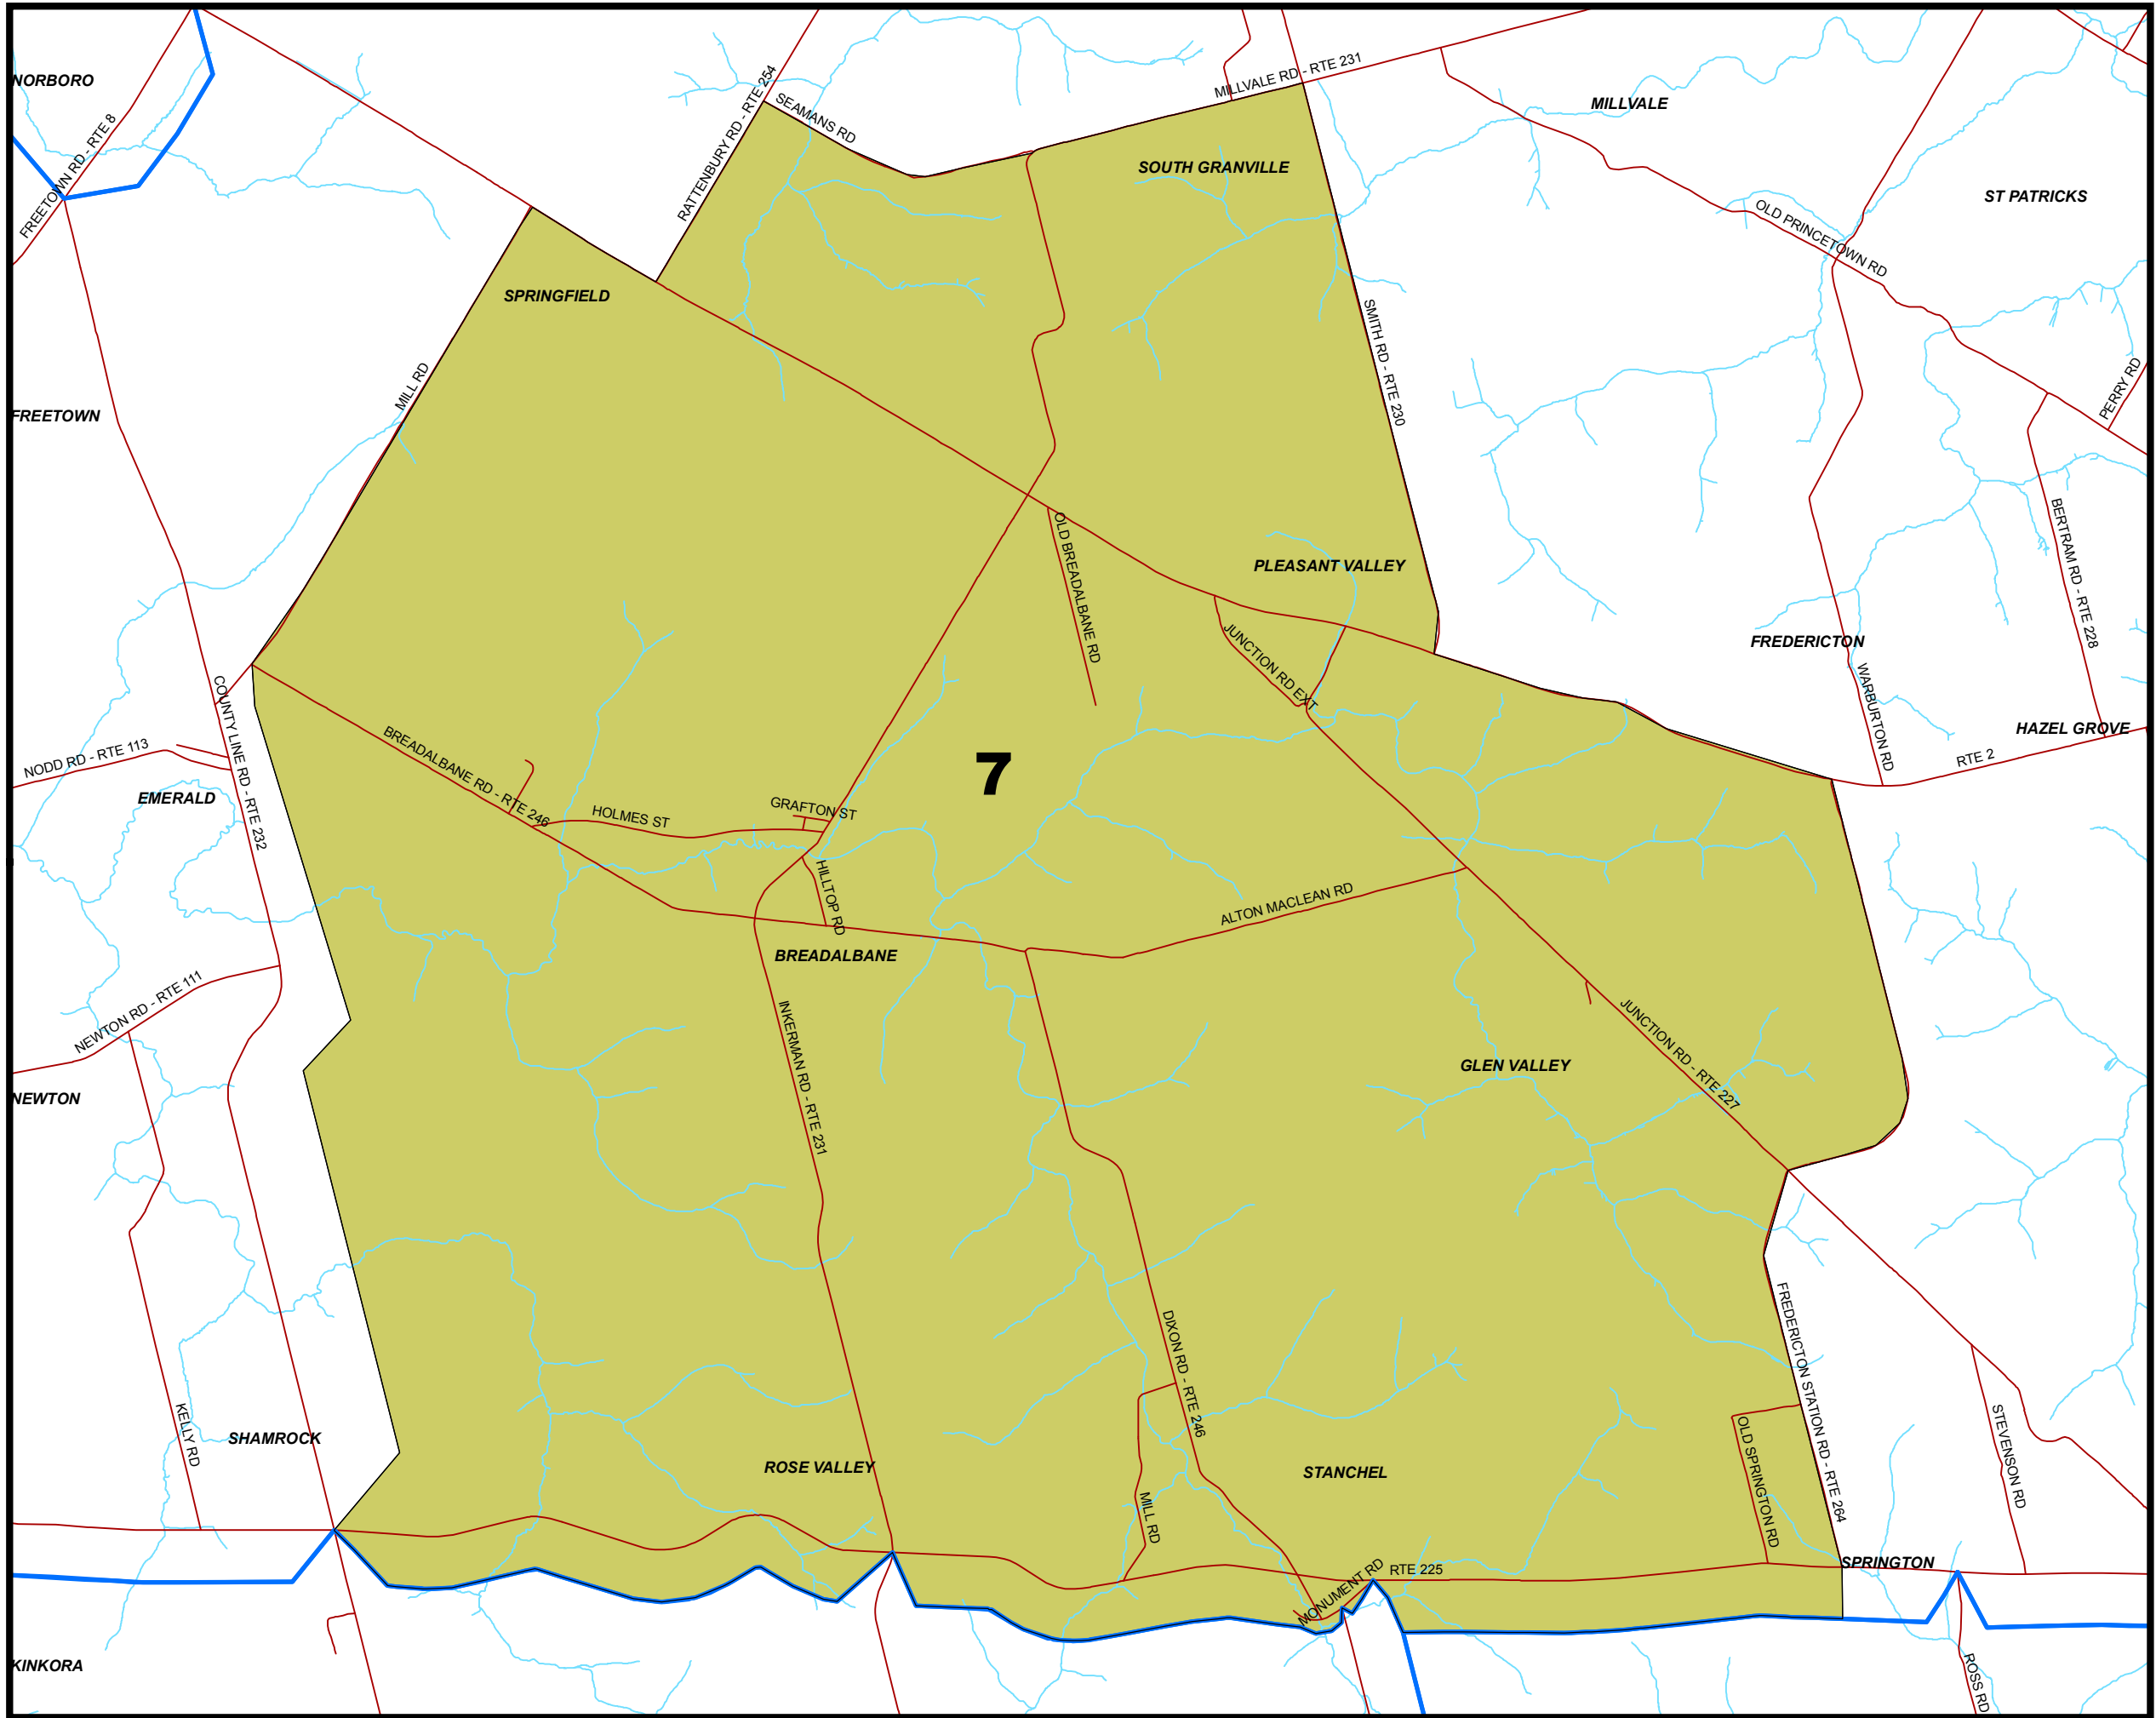 NORBORO
FREETOWN RD - RTE 8
RATTENBURY RD - RTE 254
SEAMANS RD
MILLVALE RD - RTE 231
MILLVALE
SOUTH GRANVILLE
ST PATRICKS
OLD PRINCETOWN RD
SPRINGFIELD
SMITH RD - RTE 230
MILL RD
PERRY RD
FREETOWN
OLD BREADALBANE RD
PLEASANT VALLEY
BERTRAM RD - RTE 228
JUNCTION RD EXT
FREDERICTON
WARBURTON RD
HAZEL GROVE
RTE 2
COUNTY LINE RD - RTE 232
NODD RD - RTE 113
BREADALBANE RD - RTE 246
7
EMERALD
HOLMES ST
GRAFTON ST
HILLTOP RD
ALTON MACLEAN RD
BREADALBANE
NEWTON RD - RTE 111
INKERMAN RD - RTE 231
GLEN VALLEY
JUNCTION RD - RTE 227
NEWTON
DIXON RD - RTE 246
FREDERICTON STATION RD - RTE 264
KELLY RD
SHAMROCK
ROSE VALLEY
STANCHEL
OLD SPRINGTON RD
STEVENSON RD
MILL RD
MONUMENT RD
RTE 225
SPRINGTON
KINKORA
ROSS RD